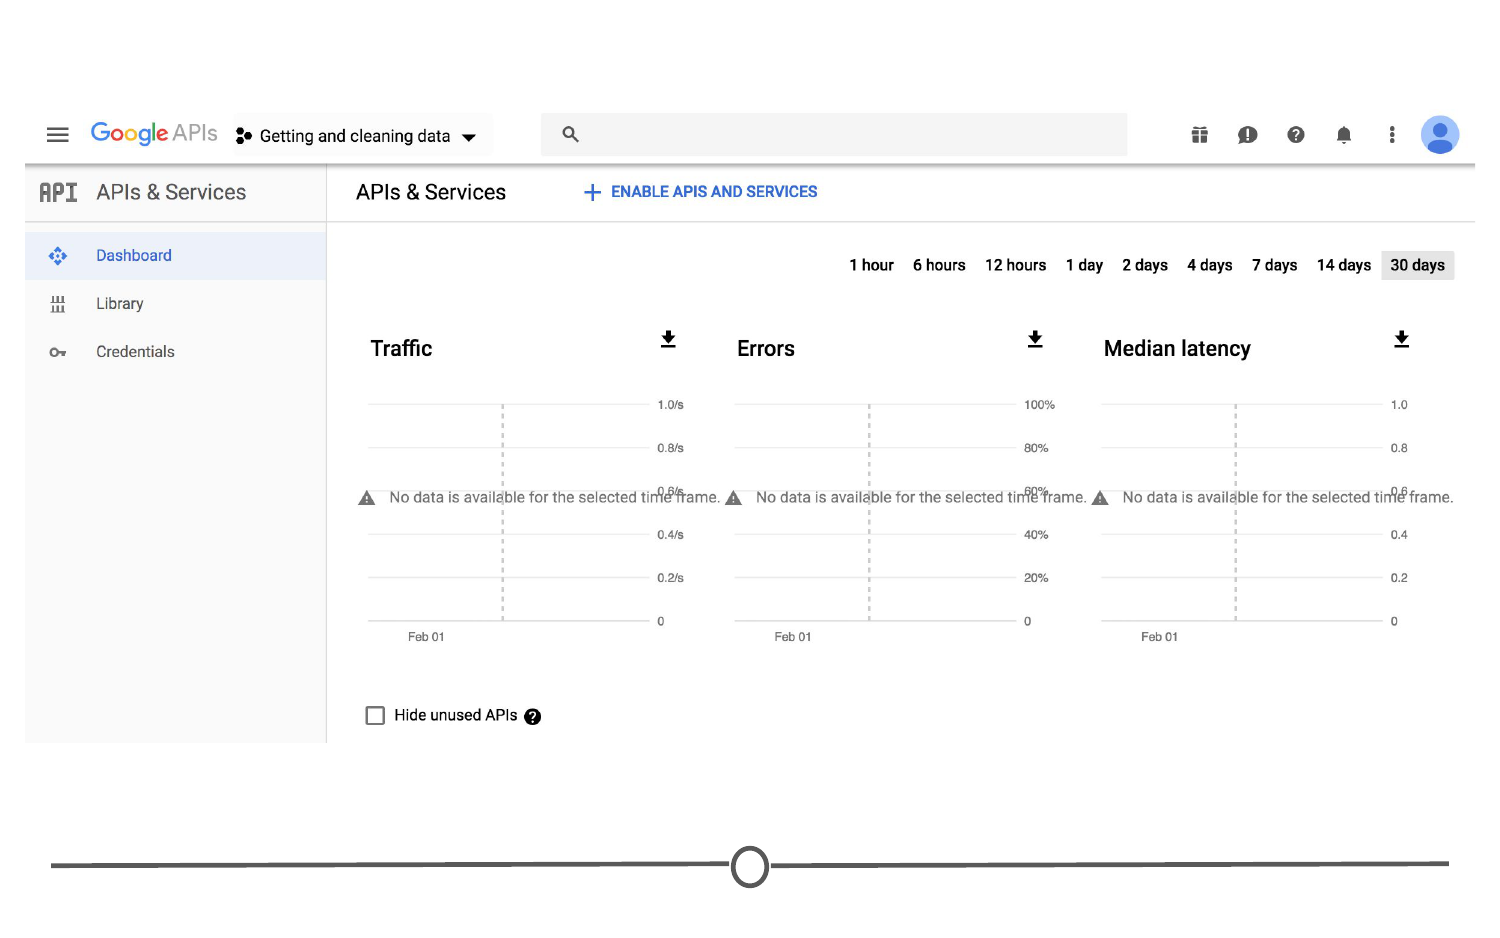 Google APIs Getting and cleaning data
API APIs & Services
APIs & Services
ENABLE APIS AND SERVICES
Dashboard
Library
Credentials
1 hour 6 hours 12 hours 1 day 2 days 4 days 7 days 14 days 30 days
Traffic
1.0/s
0.8/s
0.6/s
No data is available for the selected time frame.
0.4/s
0.2/s
0
Feb 01
Errors
100%
80%
60%
No data is available for the selected time frame.
40%
20%
0
Feb 01
Median latency
1.0
0.8
0.6
No data is available for the selected time frame.
0.4
0.2
0
Feb 01
Hide unused APIs